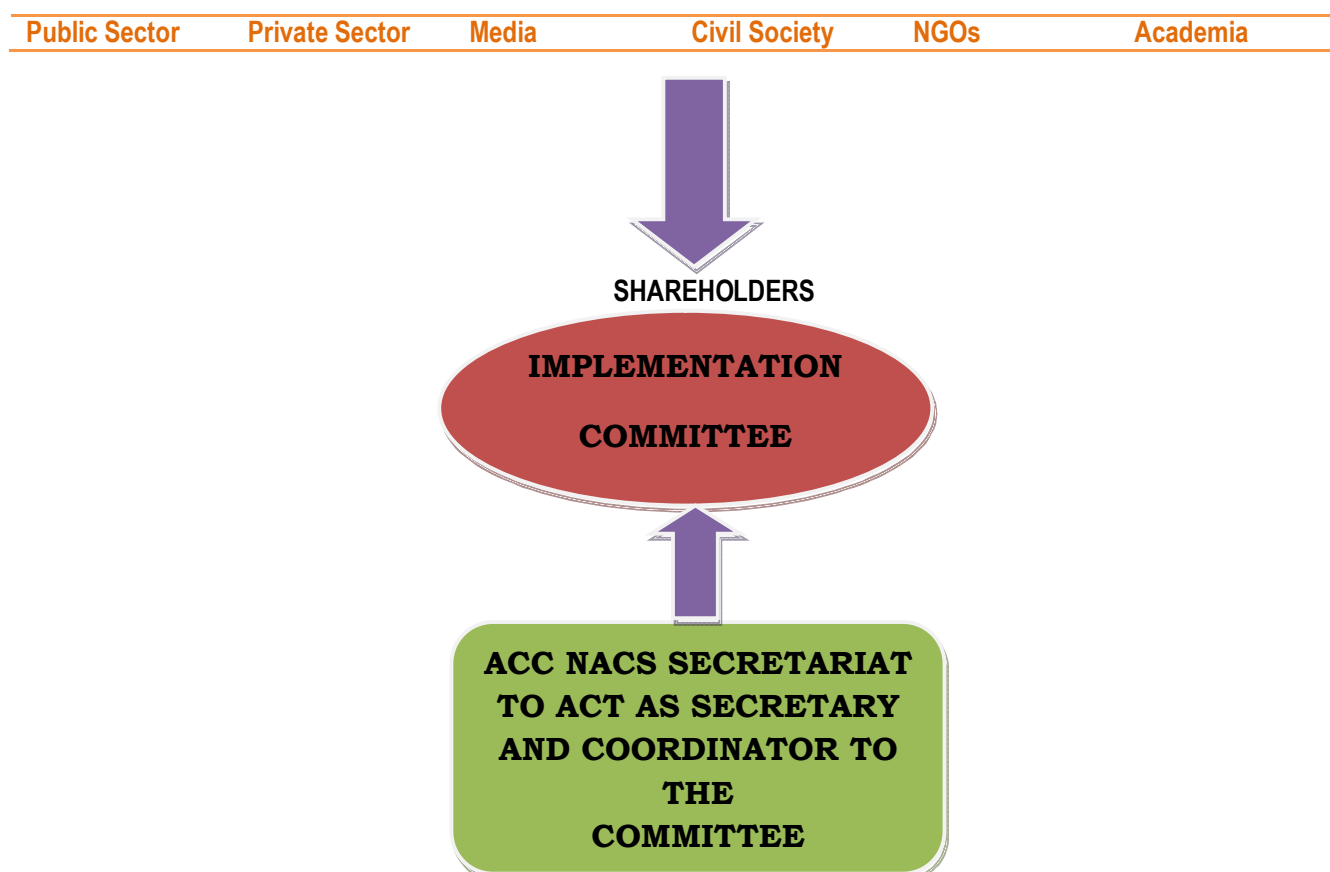 Public Sector Private Sector Media Civil Society NGOs Academia
SHAREHOLDERS
IMPLEMENTATION
COMMITTEE
ACC NACS SECRETARIAT
TO ACT AS SECRETARY
AND COORDINATOR TO
THE
COMMITTEE